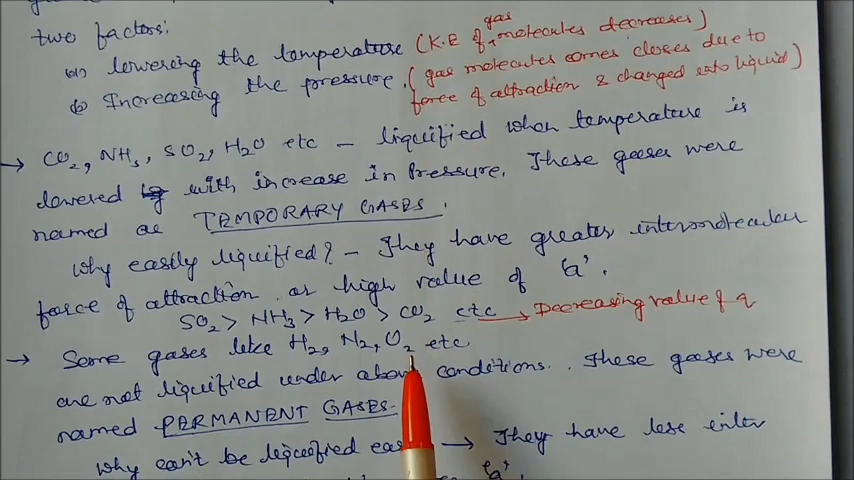 two factors:
(a) lowering the temperature (K.E of gas molecules decreases)
(b) Increasing the pressure. (gas molecules comes closes due to
force of attraction & changed into liquid)
→ CO2, NH3, SO2, H2O etc – liquified when temperature is
lowered with increase in pressure. These gases were
named as TEMPORARY GASES.
Why easily liquified? – They have greater intermolecular
force of attraction or high value of 'a'.
SO2 > NH3 > H2O > CO2 etc → Decreasing value of a
→ Some gases like H2, N2, O2 etc
are not liquified under above conditions. These gases were
named PERMANENT GASES.
Why can't be liquified → They have less inter
'a'.